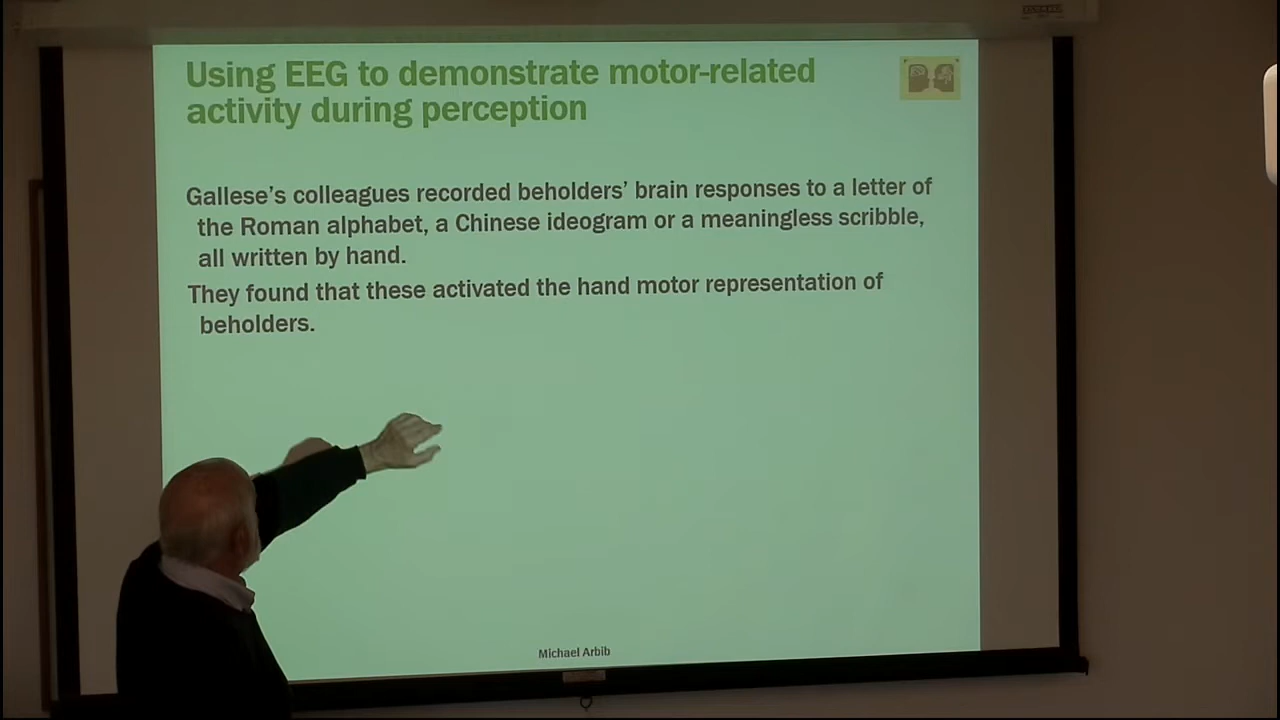 Using EEG to demonstrate motor-related
activity during perception
Gallese's colleagues recorded beholders' brain responses to a letter of
the Roman alphabet, a Chinese ideogram or a meaningless scribble,
all written by hand.
They found that these activated the hand motor representation of
beholders.
Michael Arbib